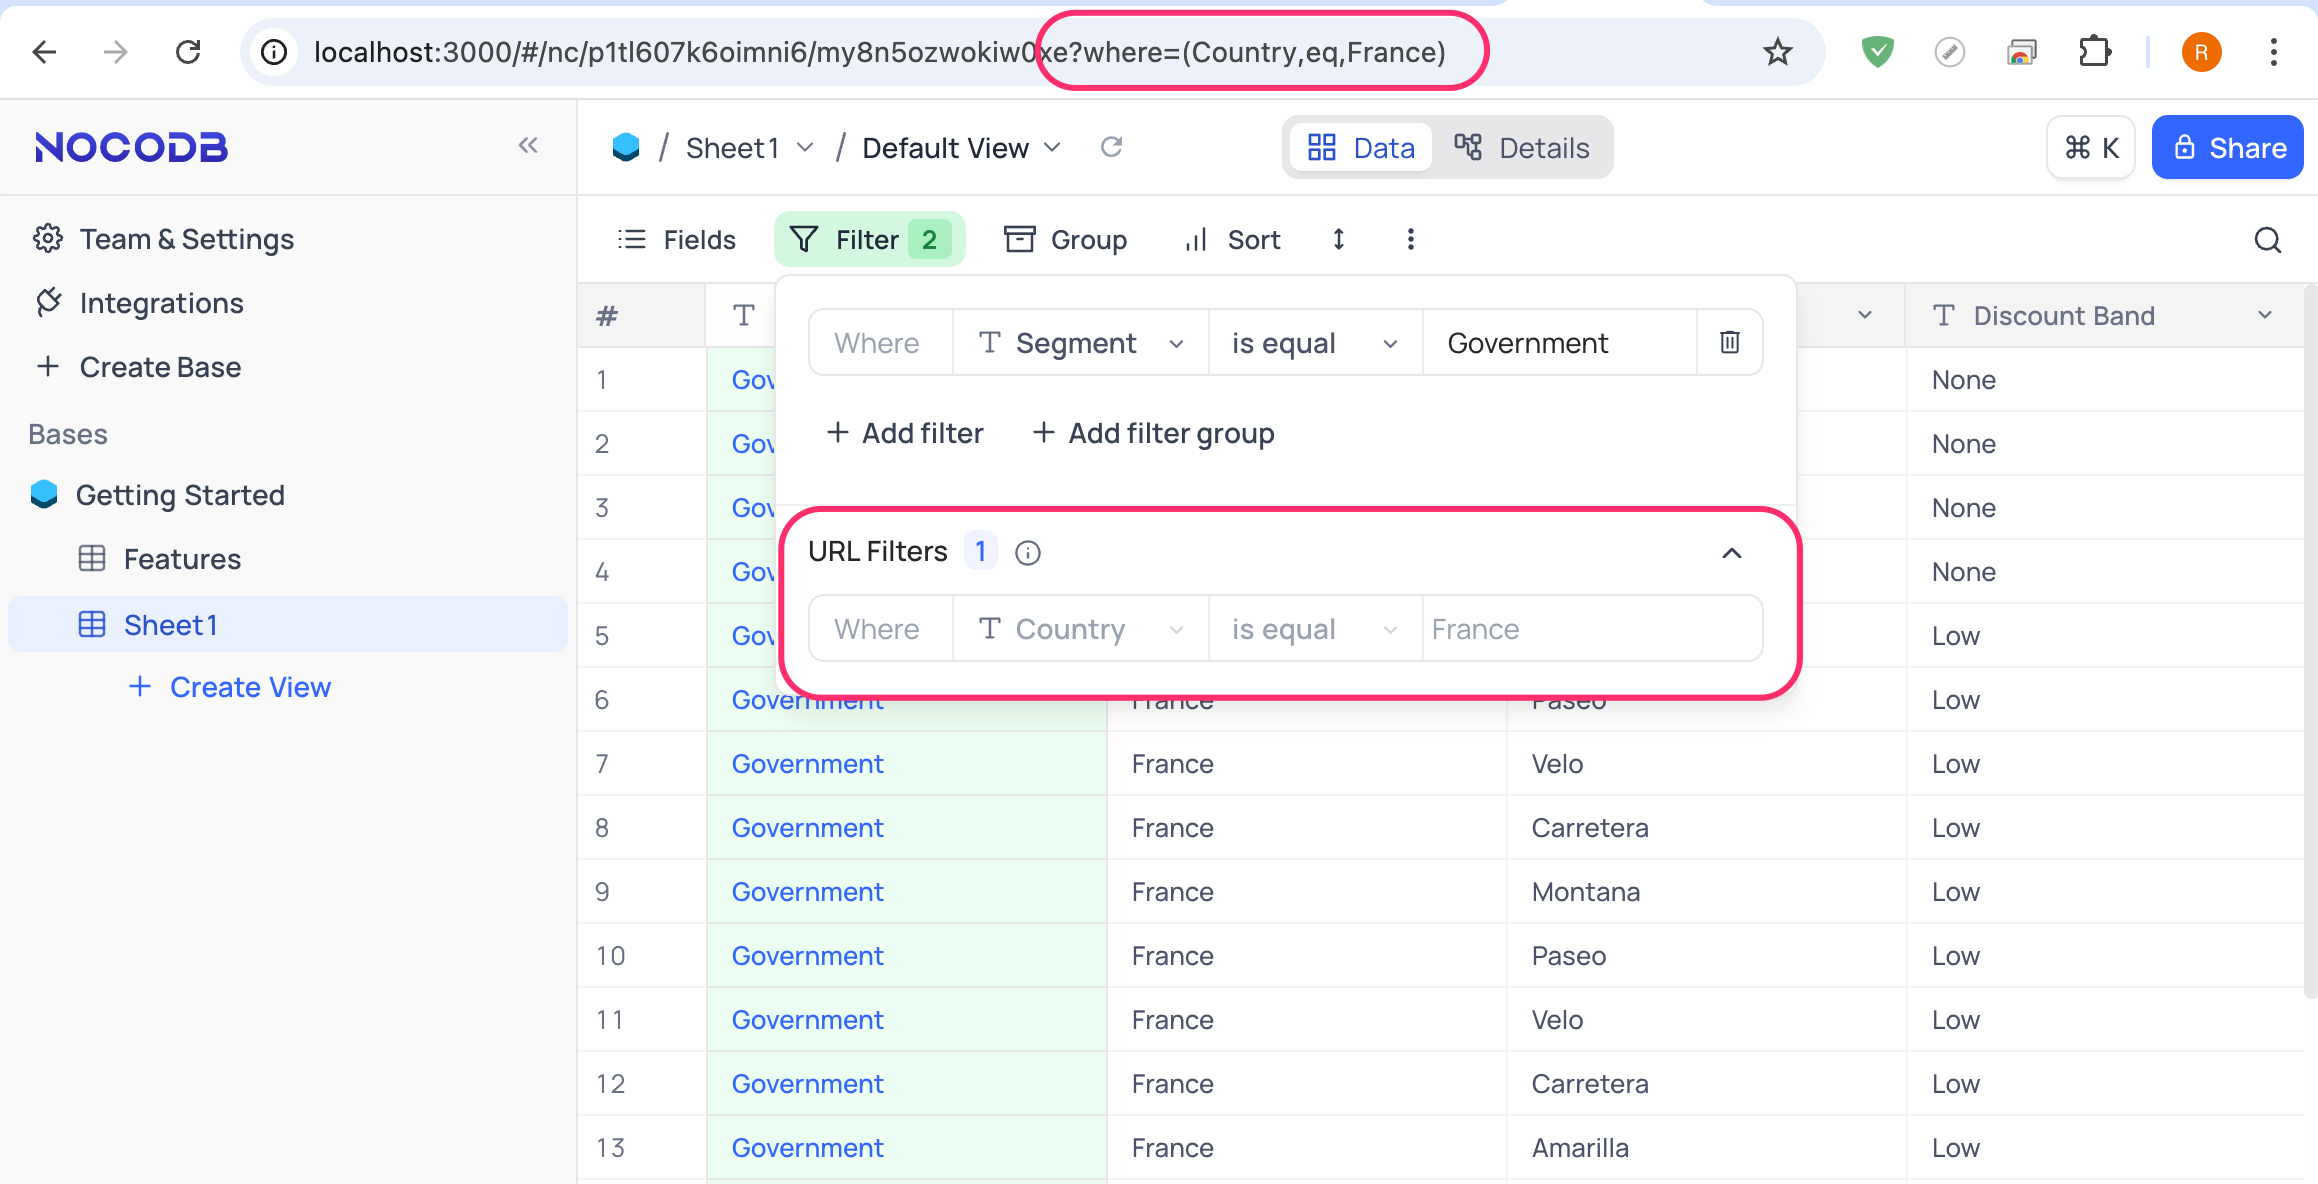 localhost:3000/#/nc/p1tl607k6oimni6/my8n5ozwokiw0xe?where=(Country,eq,France)
R
NOCODB
/ Sheet1 / Default View
Data
Details
⌘ K
Share
Team & Settings
Integrations
+ Create Base
Bases
Getting Started
Features
Sheet1
+ Create View
Fields
Filter 2
Group
Sort
# T
T Discount Band
Where T Segment is equal Government
+ Add filter + Add filter group
URL Filters 1
Where T Country is equal France
1 Gov None
2 Gov None
3 Gov None
4 Gov None
5 Gov Low
6 Government France Paseo Low
7 Government France Velo Low
8 Government France Carretera Low
9 Government France Montana Low
10 Government France Paseo Low
11 Government France Velo Low
12 Government France Carretera Low
13 Government France Amarilla Low